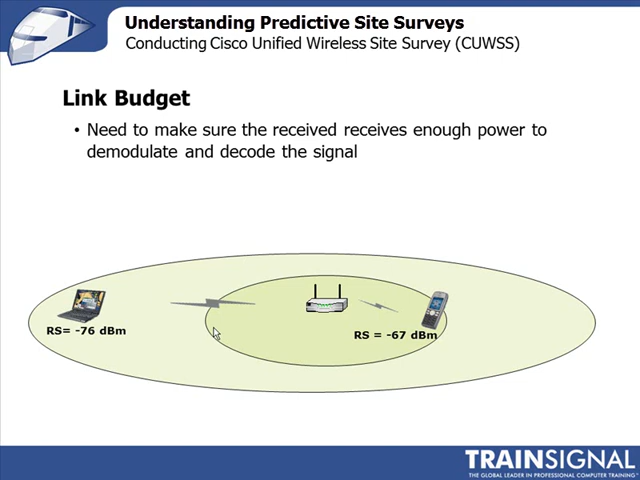 Understanding Predictive Site Surveys
Conducting Cisco Unified Wireless Site Survey (CUWSS)
Link Budget
• Need to make sure the received receives enough power to
demodulate and decode the signal
RS= -76 dBm
RS = -67 dBm
TRAINSIGNAL
THE GLOBAL LEADER IN PROFESSIONAL COMPUTER TRAINING